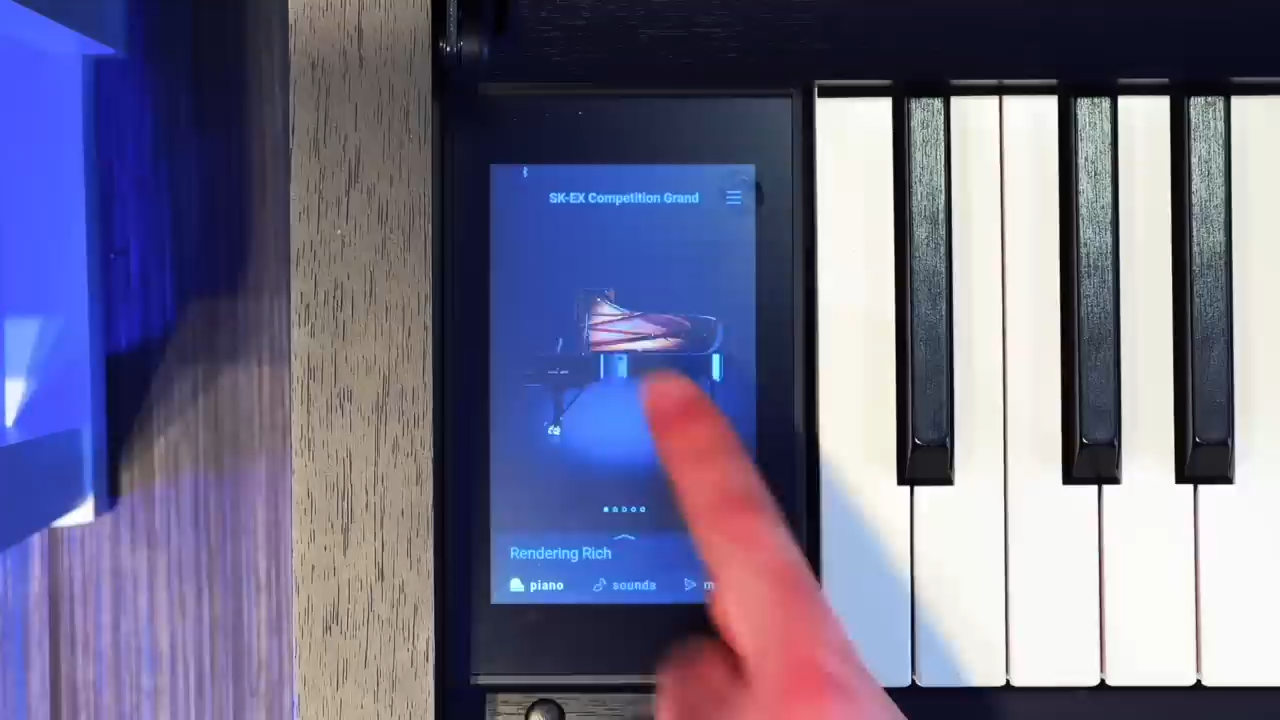 SK-EX Competition Grand
Rendering Rich
piano sounds m